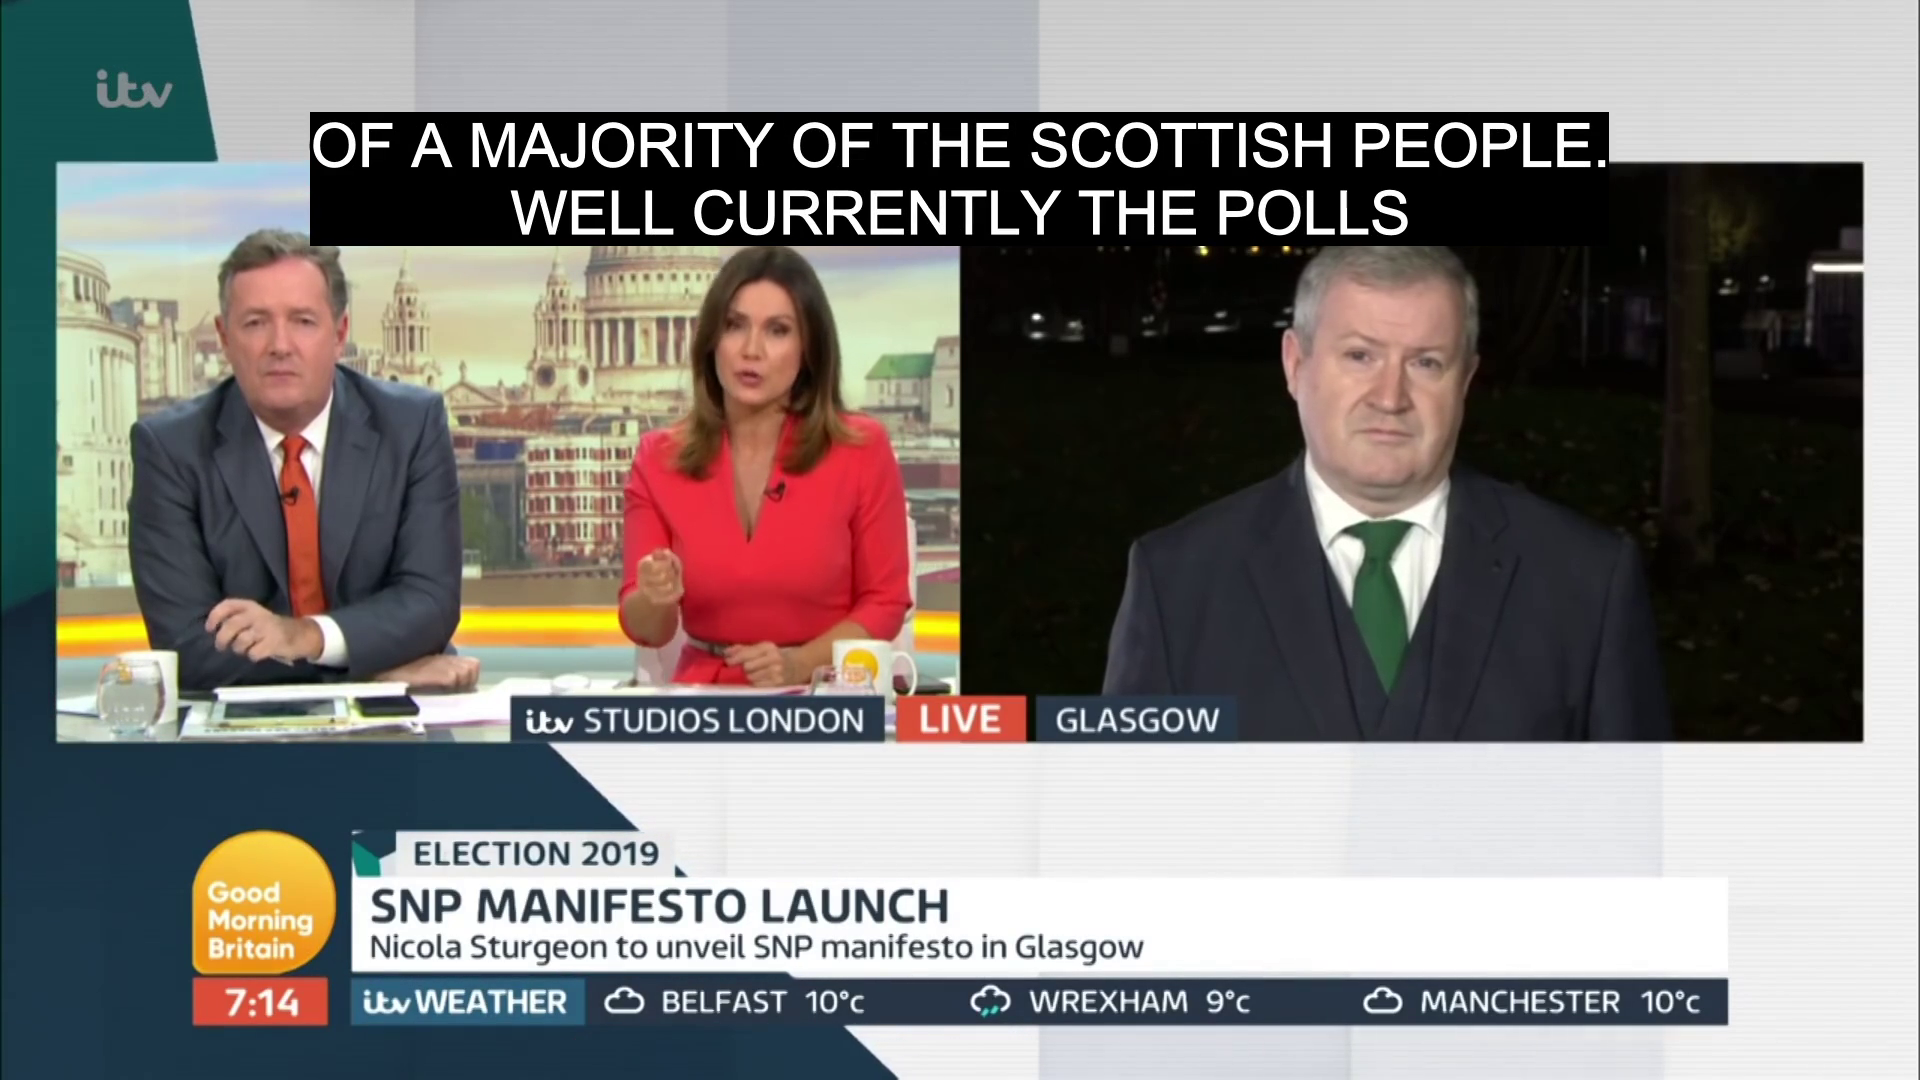 itv
OF A MAJORITY OF THE SCOTTISH PEOPLE.
WELL CURRENTLY THE POLLS
itv STUDIOS LONDON LIVE GLASGOW
ELECTION 2019
SNP MANIFESTO LAUNCH
Nicola Sturgeon to unveil SNP manifesto in Glasgow
Good
Morning
Britain
7:14 itv WEATHER BELFAST 10°c WREXHAM 9°c MANCHESTER 10°c